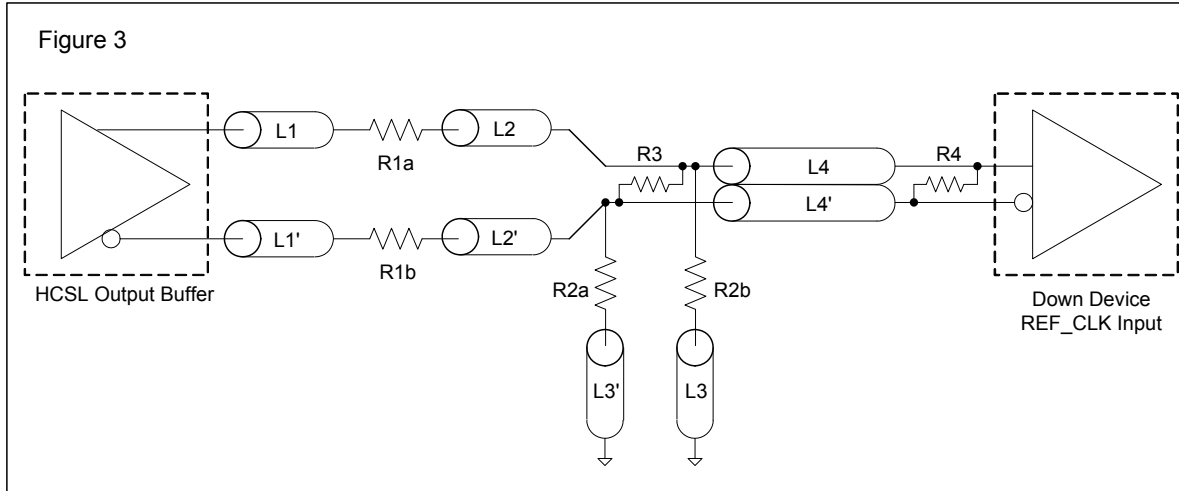 Figure 3
L1
R1a
L2
R3
L4
R4
L4'
L1'
R1b
L2'
HCSL Output Buffer
R2a
R2b
Down Device
REF_CLK Input
L3'
L3